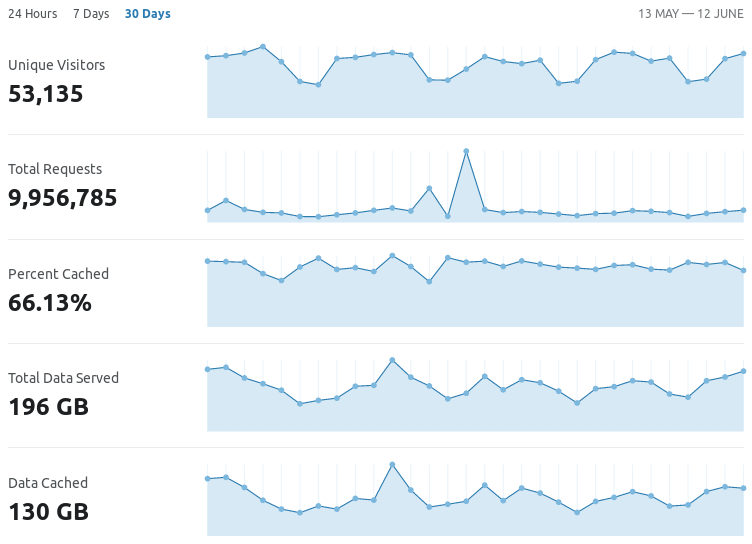 24 Hours 7 Days 30 Days 13 MAY — 12 JUNE
Unique Visitors
53,135
Total Requests
9,956,785
Percent Cached
66.13%
Total Data Served
196 GB
Data Cached
130 GB